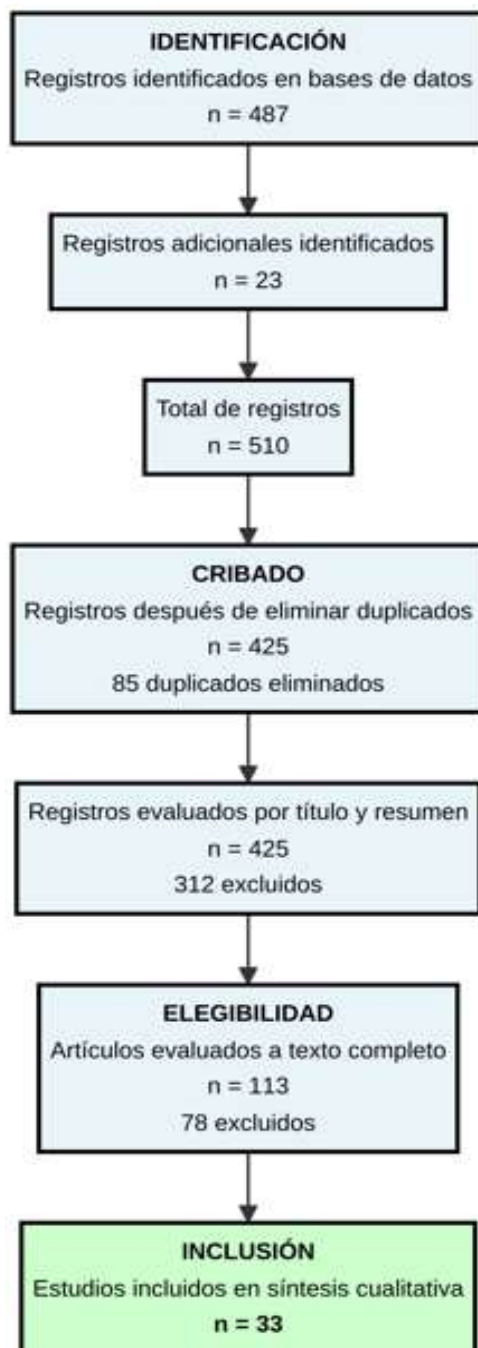 IDENTIFICACIÓN
Registros identificados en bases de datos
n = 487
Registros adicionales identificados
n = 23
Total de registros
n = 510
CRIBADO
Registros después de eliminar duplicados
n = 425
85 duplicados eliminados
Registros evaluados por título y resumen
n = 425
312 excluidos
ELEGIBILIDAD
Artículos evaluados a texto completo
n = 113
78 excluidos
INCLUSIÓN
Estudios incluidos en síntesis cualitativa
n = 33